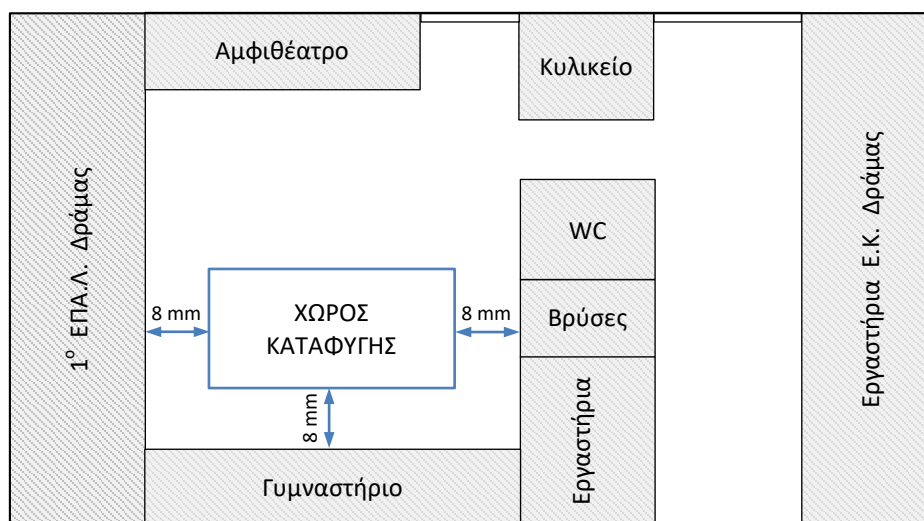 Αμφιθέατρο
Κυλικείο
1ο ΕΠΑ.Λ. Δράμας
Εργαστήρια Ε.Κ. Δράμας
WC
8 mm
ΧΩΡΟΣ
ΚΑΤΑΦΥΓΗΣ
8 mm
Βρύσες
8 mm
Εργαστήρια
Γυμναστήριο